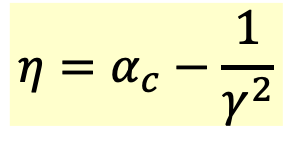 η = α_c − 1/γ²